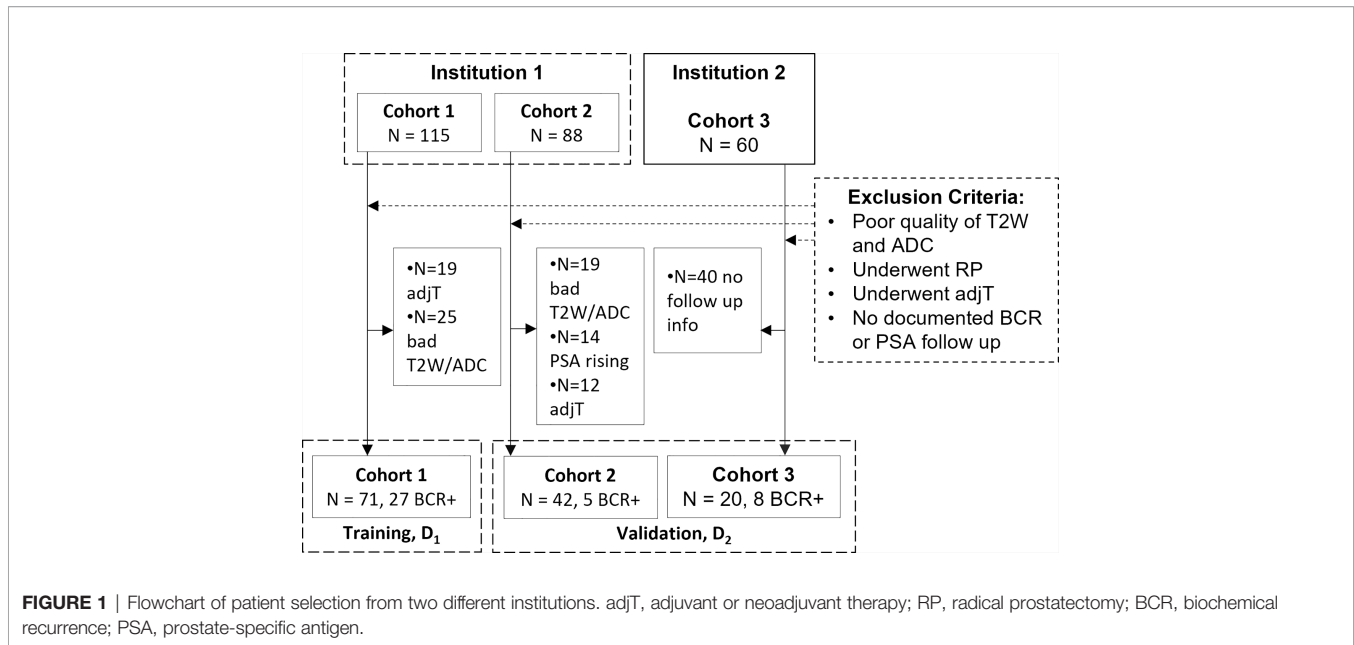 Institution 1
Cohort 1
N = 115
Cohort 2
N = 88
Institution 2
Cohort 3
N = 60
Exclusion Criteria:
• Poor quality of T2W
and ADC
• Underwent RP
• Underwent adjT
• No documented BCR
or PSA follow up
•N=19
adjT
•N=25
bad
T2W/ADC
•N=19
bad
T2W/ADC
•N=14
PSA rising
•N=12
adjT
•N=40 no
follow up
info
Cohort 1
N = 71, 27 BCR+
Training, D1
Cohort 2
N = 42, 5 BCR+
Cohort 3
N = 20, 8 BCR+
Validation, D2
FIGURE 1 | Flowchart of patient selection from two different institutions. adjT, adjuvant or neoadjuvant therapy; RP, radical prostatectomy; BCR, biochemical
recurrence; PSA, prostate-specific antigen.